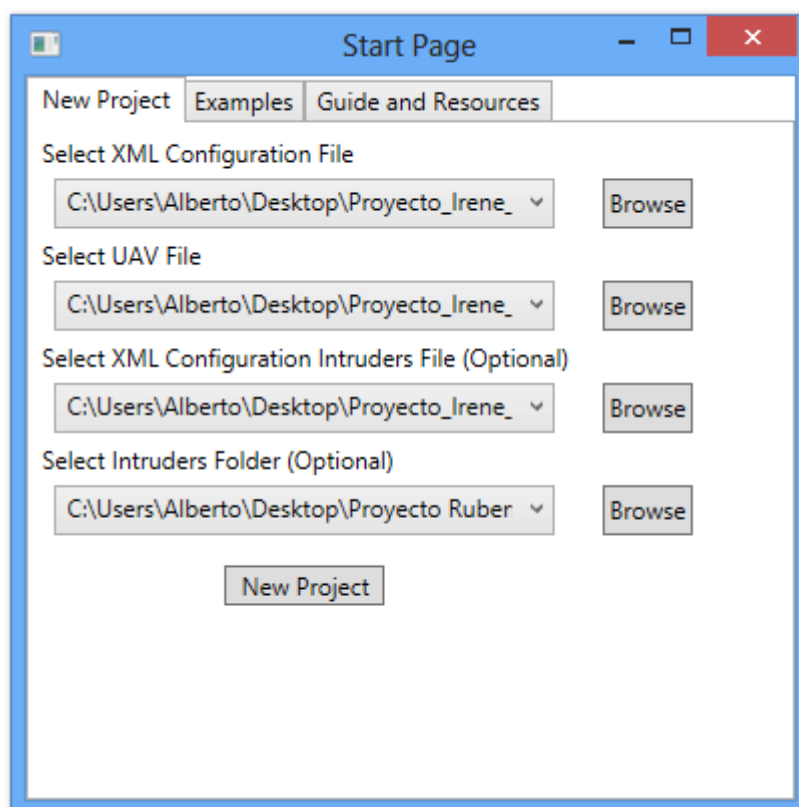 Start Page
New Project Examples Guide and Resources
Select XML Configuration File
C:\Users\Alberto\Desktop\Proyecto_Irene_ Browse
Select UAV File
C:\Users\Alberto\Desktop\Proyecto_Irene_ Browse
Select XML Configuration Intruders File (Optional)
C:\Users\Alberto\Desktop\Proyecto_Irene_ Browse
Select Intruders Folder (Optional)
C:\Users\Alberto\Desktop\Proyecto Ruber Browse
New Project